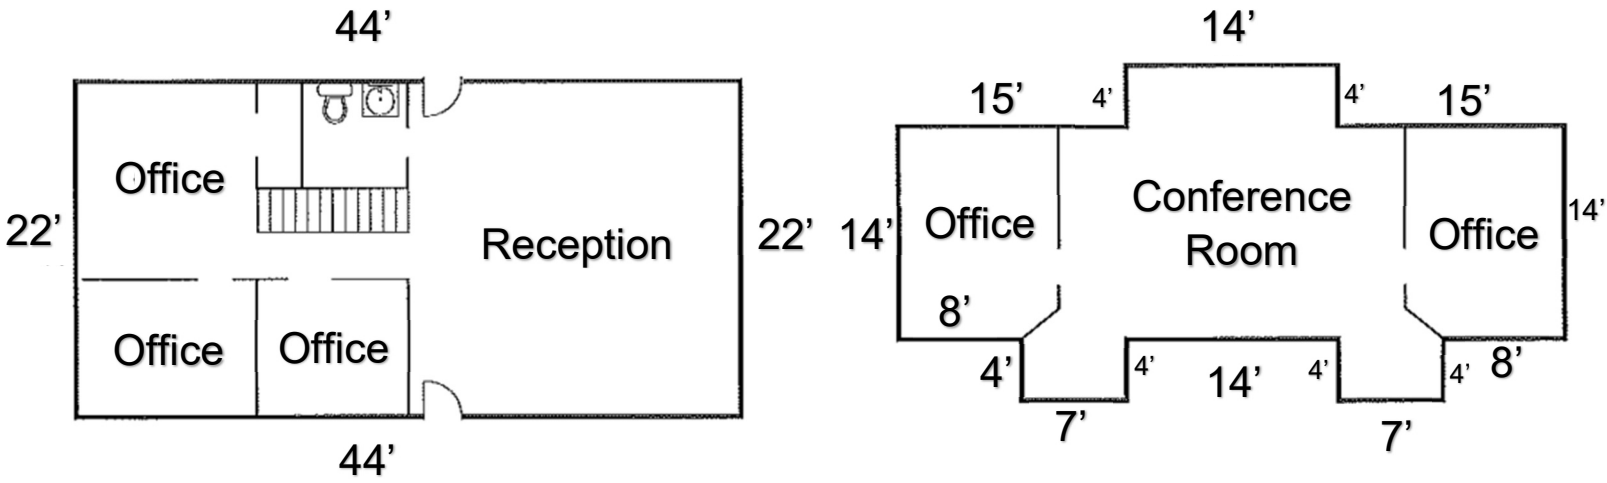 44’
Office
22’
Reception
22’
Office
Office
44’
14’
15’
4’
4’
15’
14’
Office
Conference
Room
Office
14’
8’
4’
4’
14’
4’
4’
8’
7’
7’